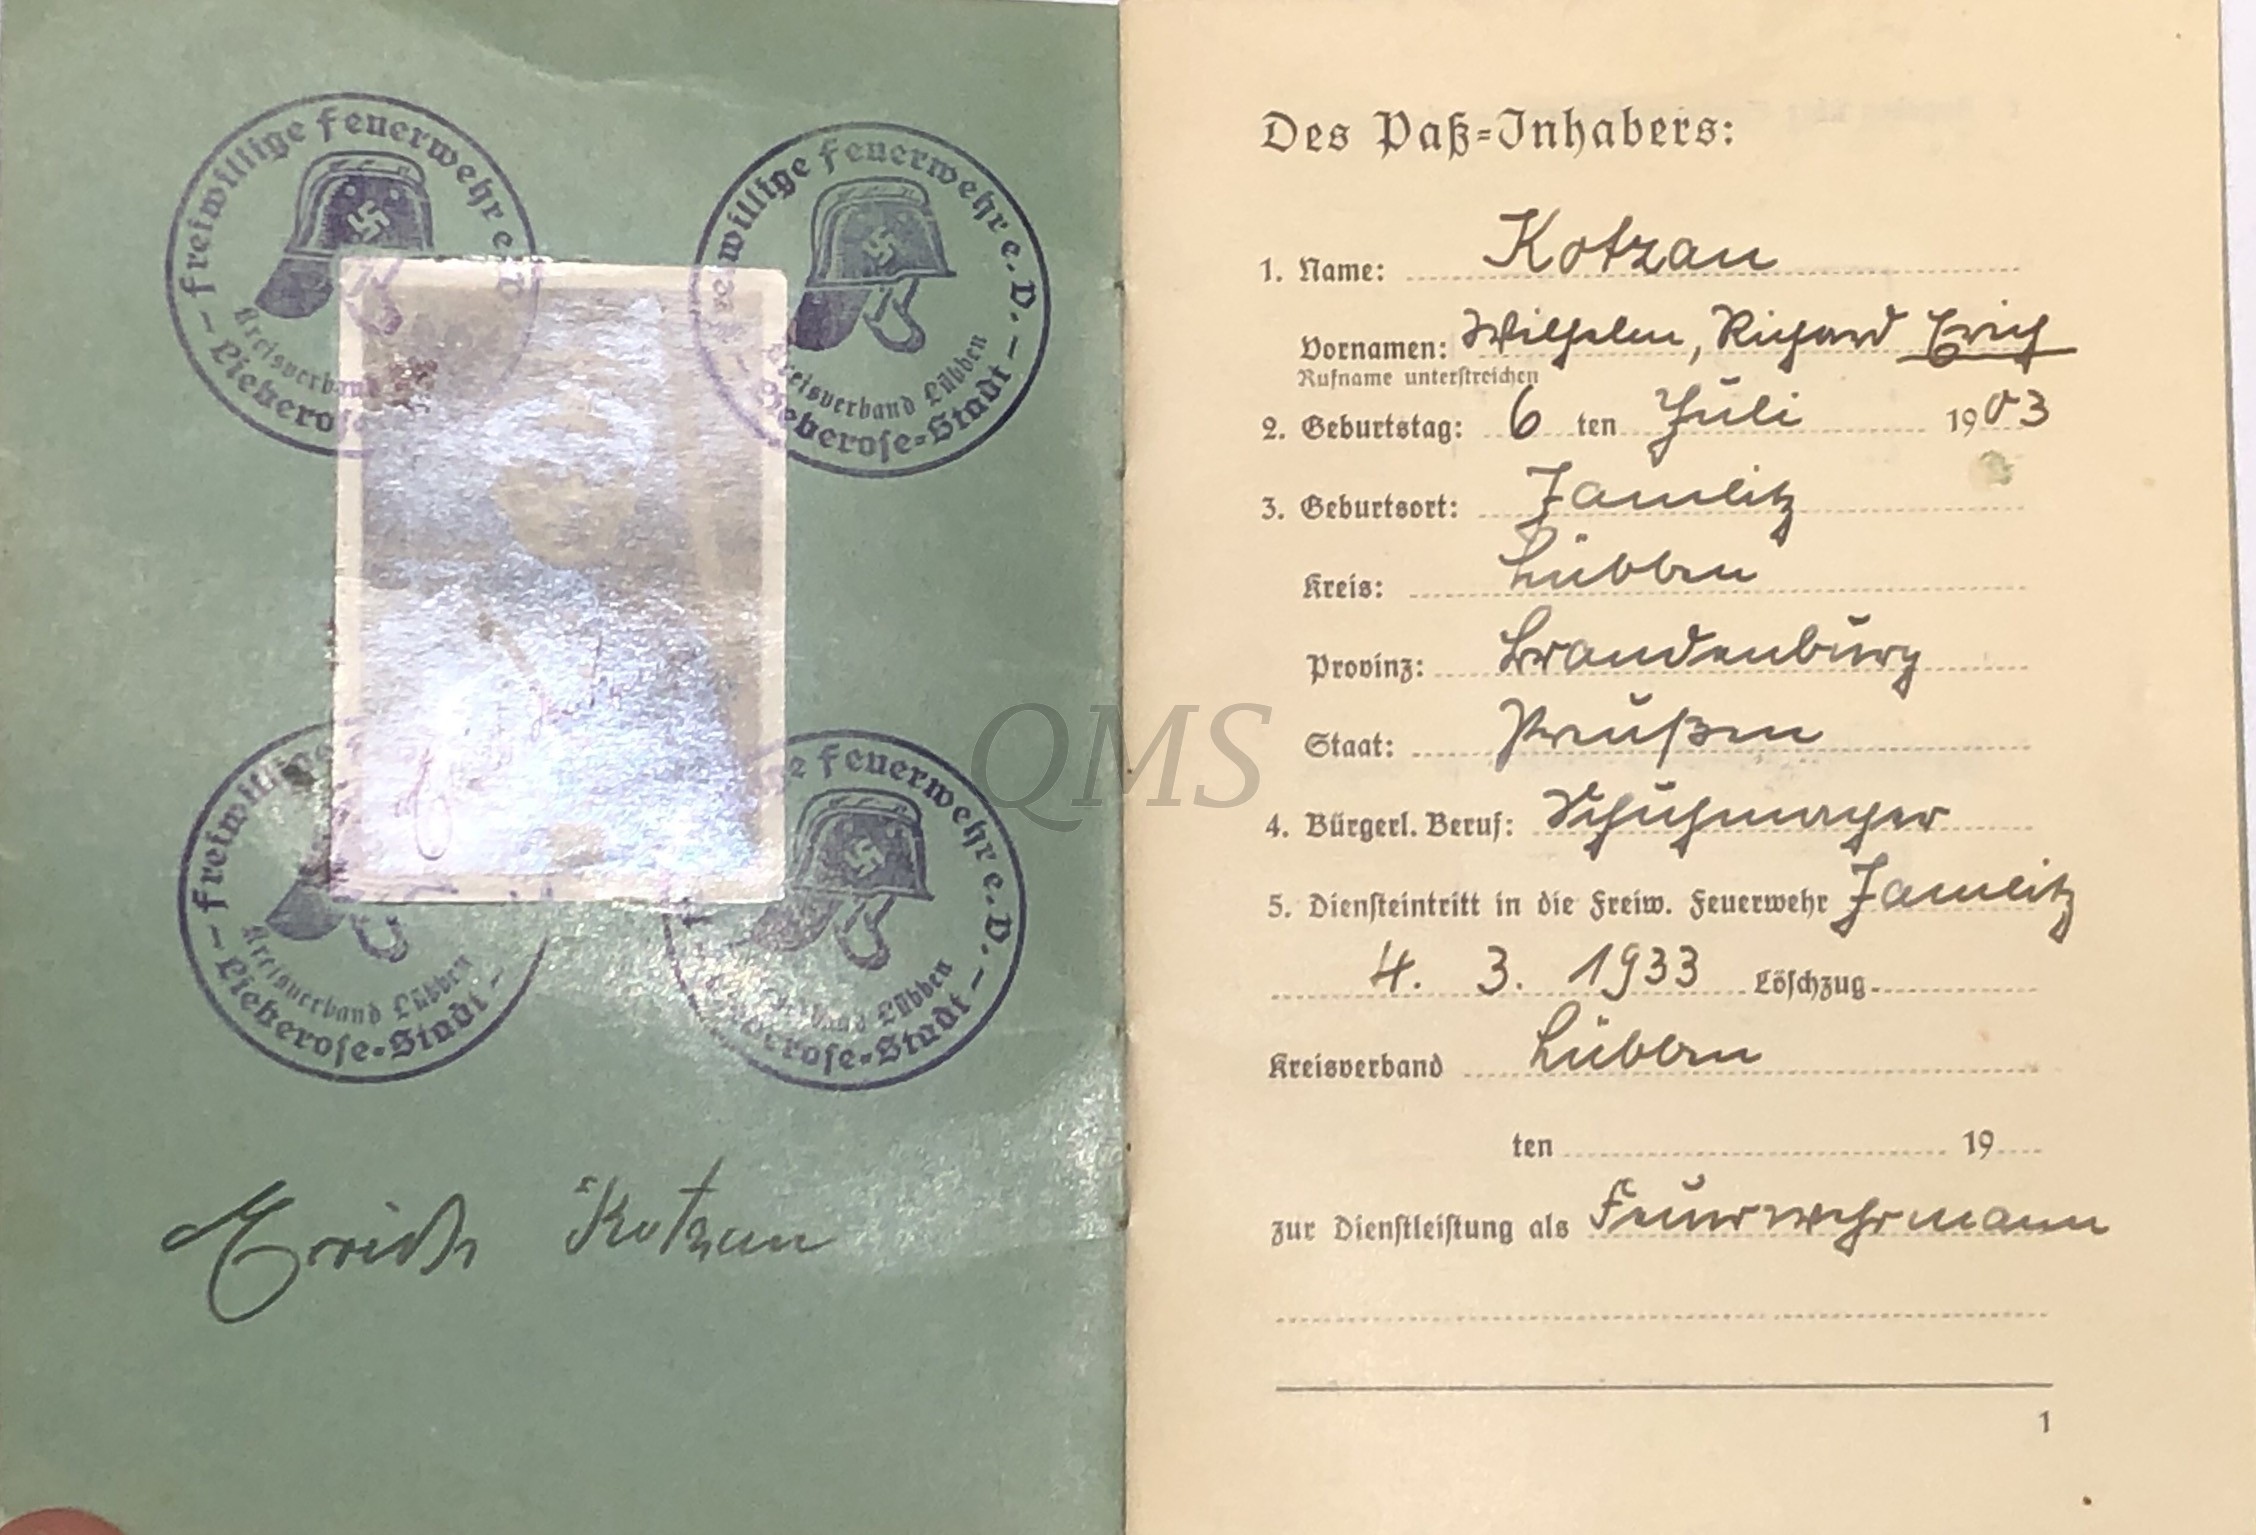 Freiwillige Feuerwehr e.
Kreisverband
Lieberose
Freiwillige Feuerwehr e. V.
Kreisverband Lübben
Lieberose-Stadt
Kreisverband Lübben
Lieberose-Stadt
Feuerwehr e. V.
Lübben
Lieberose-Stadt
Erich Kotzan
QMS
Des Paß-Inhabers:
1. Name: Kotzan
Vornamen: Wilhelm, Richard Erich
Rufname unterstreichen
2. Geburtstag: 6 ten Juli 1903
3. Geburtsort: Jamlitz
Kreis: Lübben
Provinz: Brandenburg
Staat: Preußen
4. Bürgerl. Beruf: Schuhmacher
5. Diensteintritt in die Freiw. Feuerwehr Jamlitz
4. 3. 1933 Löschzug
Kreisverband Lübben
ten 19
zur Dienstleistung als Feuerwehrmann
1